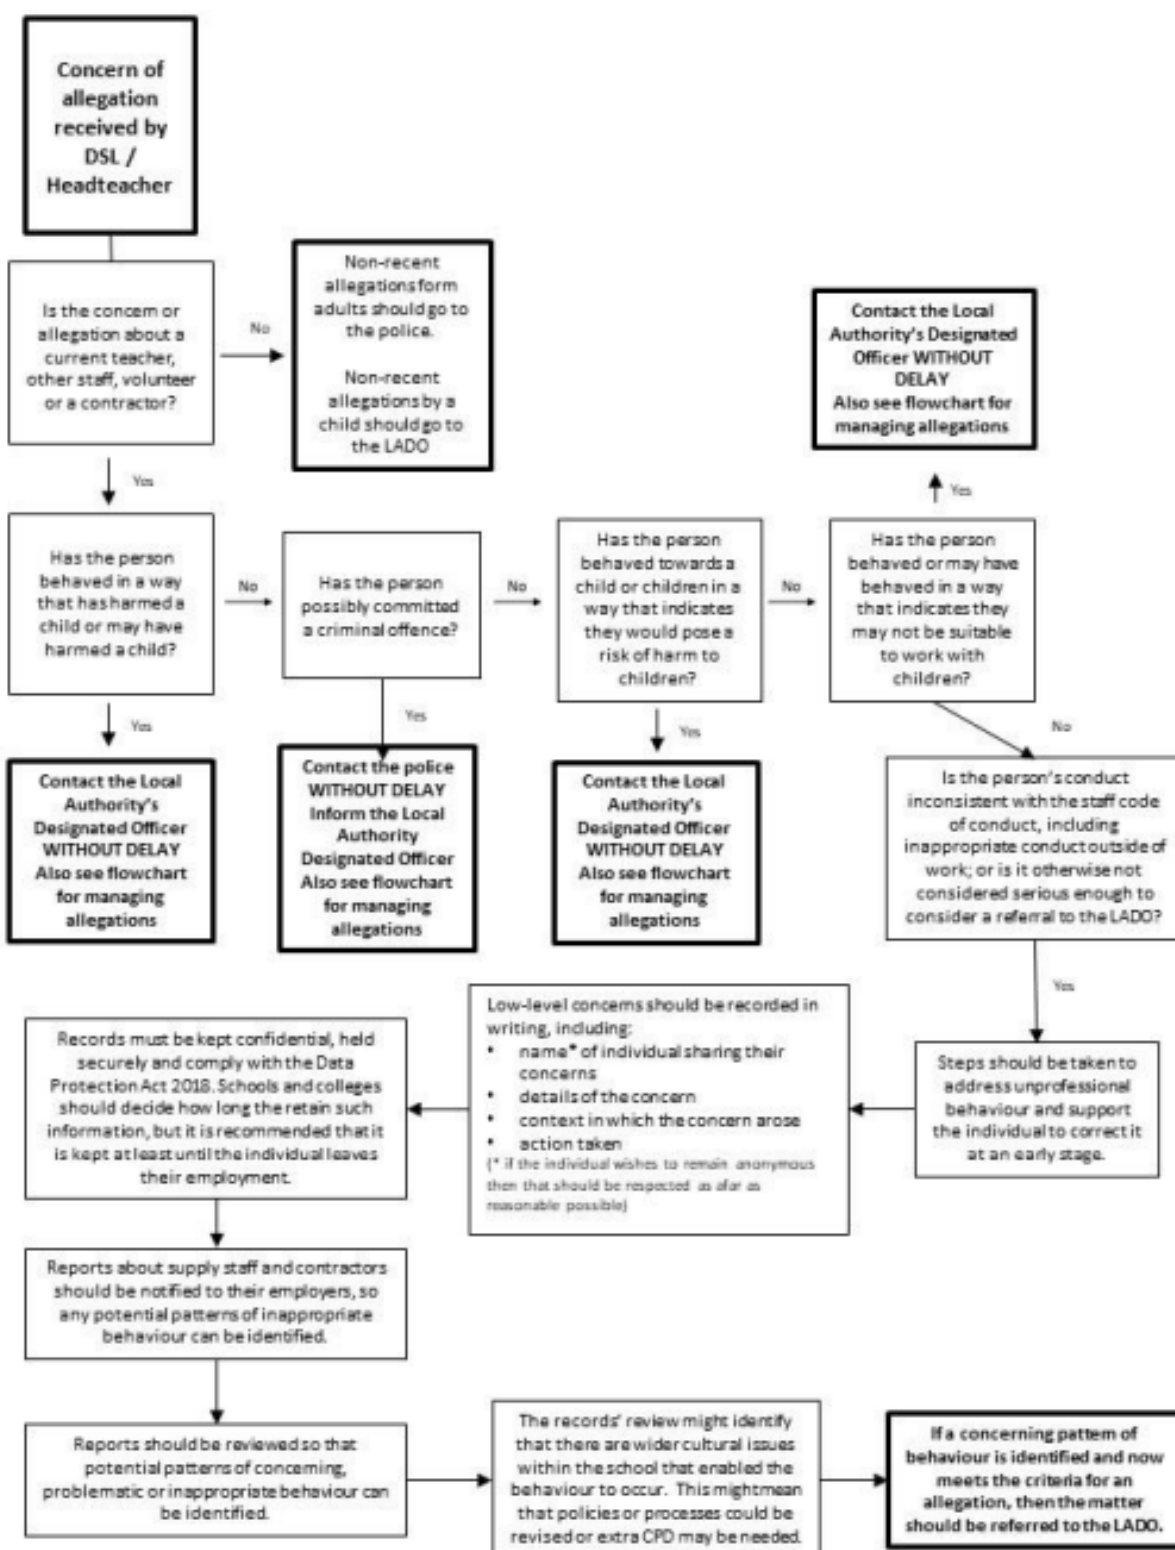 Concern of
allegation
received by
DSL /
Headteacher
Is the concern or
allegation about a
current teacher,
other staff, volunteer
or a contractor?
No
Non-recent
allegations form
adults should go to
the police.
Non-recent
allegations by a
child should go to
the LADO
Yes
Contact the Local
Authority's Designated
Officer WITHOUT
DELAY
Also see flowchart for
managing allegations
Yes
Has the person
behaved in a way
that has harmed a
child or may have
harmed a child?
No
Has the person
possibly committed
a criminal offence?
No
Has the person
behaved towards a
child or children in a
way that indicates
they would pose a
risk of harm to
children?
No
Has the person
behaved or may have
behaved in a way
that indicates they
may not be suitable
to work with
children?
Yes
Yes
Yes
No
Contact the Local
Authority's
Designated Officer
WITHOUT DELAY
Also see flowchart
for managing
allegations
Contact the police
WITHOUT DELAY
Inform the Local
Authority
Designated Officer
Also see flowchart
for managing
allegations
Contact the Local
Authority's
Designated Officer
WITHOUT DELAY
Also see flowchart
for managing
allegations
Is the person's conduct
inconsistent with the staff code
of conduct, including
inappropriate conduct outside of
work; or is it otherwise not
considered serious enough to
consider a referral to the LADO?
Yes
Steps should be taken to
address unprofessional
behaviour and support
the individual to correct it
at an early stage.
Low-level concerns should be recorded in
writing, including:
• name* of individual sharing their
concerns
• details of the concern
• context in which the concern arose
• action taken
(* if the individual wishes to remain anonymous
then that should be respected as afar as
reasonable possible)
Records must be kept confidential, held
securely and comply with the Data
Protection Act 2018. Schools and colleges
should decide how long the retain such
information, but it is recommended that it
is kept at least until the individual leaves
their employment.
Reports about supply staff and contractors
should be notified to their employers, so
any potential patterns of inappropriate
behaviour can be identified.
Reports should be reviewed so that
potential patterns of concerning,
problematic or inappropriate behaviour can
be identified.
The records' review might identify
that there are wider cultural issues
within the school that enabled the
behaviour to occur. This mightmean
that policies or processes could be
revised or extra CPD may be needed.
If a concerning pattern of
behaviour is identified and now
meets the criteria for an
allegation, then the matter
should be referred to the LADO.